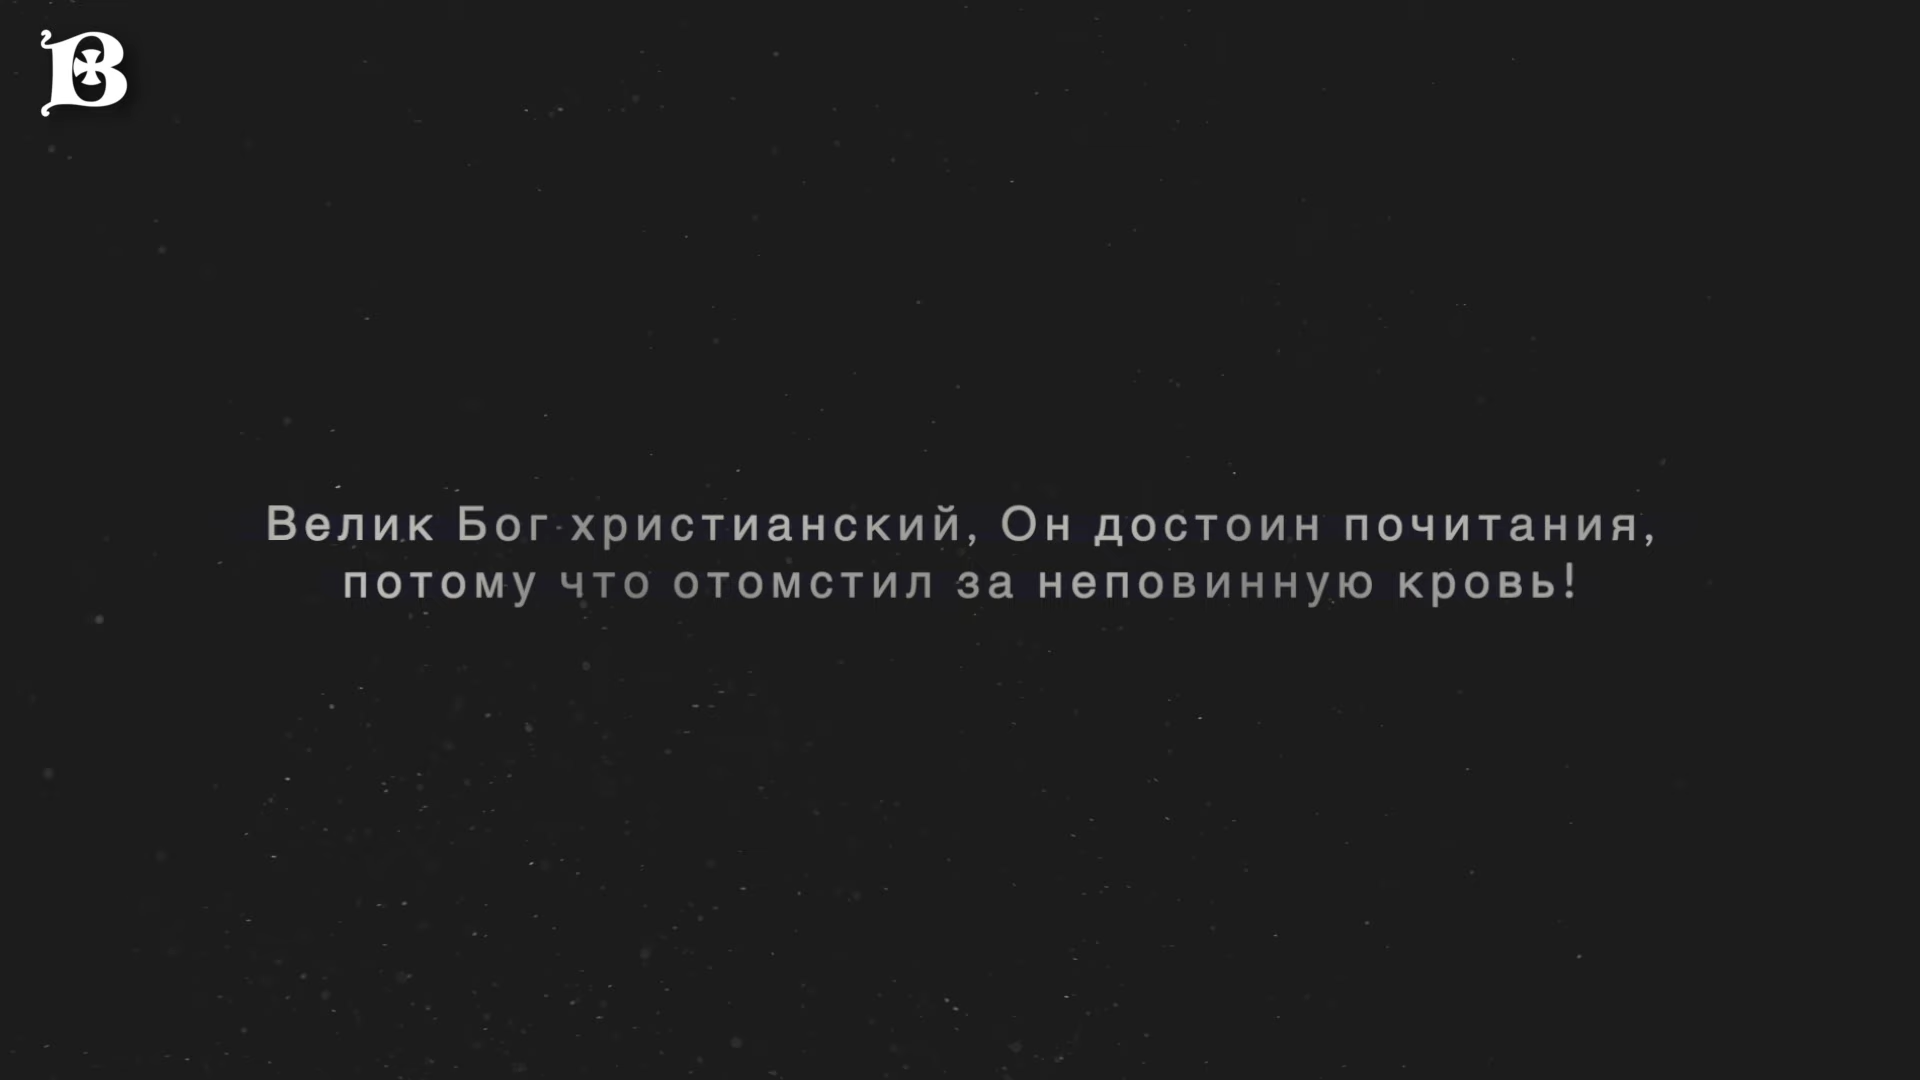 В
Велик Бог христианский, Он достоин почитания,
потому что отомстил за неповинную кровь!